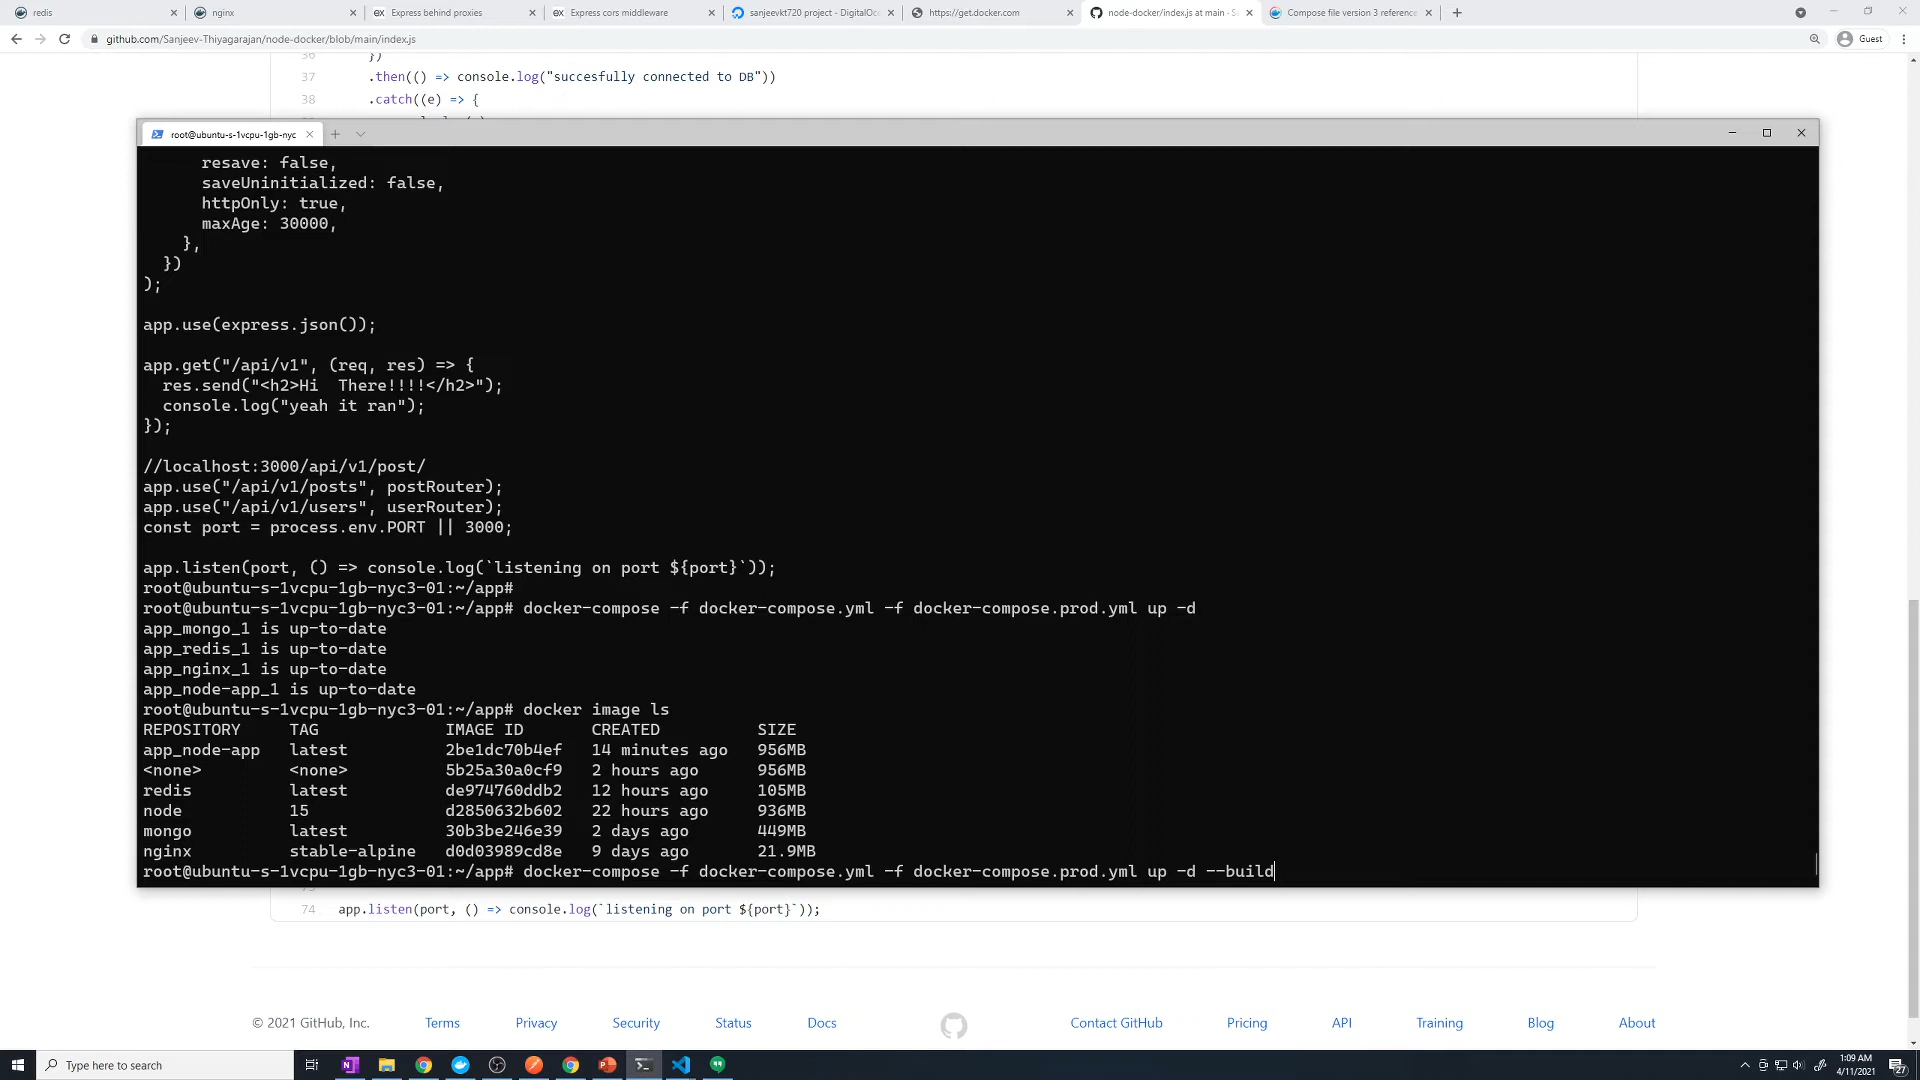 redis
nginx
Express behind proxies
Express cors middleware
sanjeevkt720 project - DigitalOc
https://get.docker.com
node-docker/index.js at main · S
Compose file version 3 reference
github.com/Sanjeev-Thiyagarajan/node-docker/blob/main/index.js
Guest
36 })
37 .then(() => console.log("succesfully connected to DB"))
38 .catch((e) => {
root@ubuntu-s-1vcpu-1gb-nyc
resave: false,
saveUninitialized: false,
httpOnly: true,
maxAge: 30000,
},
})
);
app.use(express.json());
app.get("/api/v1", (req, res) => {
res.send("<h2>Hi  There!!!!</h2>");
console.log("yeah it ran");
});
//localhost:3000/api/v1/post/
app.use("/api/v1/posts", postRouter);
app.use("/api/v1/users", userRouter);
const port = process.env.PORT || 3000;
app.listen(port, () => console.log(`listening on port ${port}`));
root@ubuntu-s-1vcpu-1gb-nyc3-01:~/app#
root@ubuntu-s-1vcpu-1gb-nyc3-01:~/app# docker-compose -f docker-compose.yml -f docker-compose.prod.yml up -d
app_mongo_1 is up-to-date
app_redis_1 is up-to-date
app_nginx_1 is up-to-date
app_node-app_1 is up-to-date
root@ubuntu-s-1vcpu-1gb-nyc3-01:~/app# docker image ls
REPOSITORY TAG IMAGE ID CREATED SIZE
app_node-app latest 2be1dc70b4ef 14 minutes ago 956MB
<none> <none> 5b25a30a0cf9 2 hours ago 956MB
redis latest de974760ddb2 12 hours ago 105MB
node 15 d2850632b602 22 hours ago 936MB
mongo latest 30b3be246e39 2 days ago 449MB
nginx stable-alpine d0d03989cd8e 9 days ago 21.9MB
root@ubuntu-s-1vcpu-1gb-nyc3-01:~/app# docker-compose -f docker-compose.yml -f docker-compose.prod.yml up -d --build
74 app.listen(port, () => console.log(`listening on port ${port}`));
© 2021 GitHub, Inc. Terms Privacy Security Status Docs Contact GitHub Pricing API Training Blog About
Type here to search
1:09 AM
4/11/2021
27